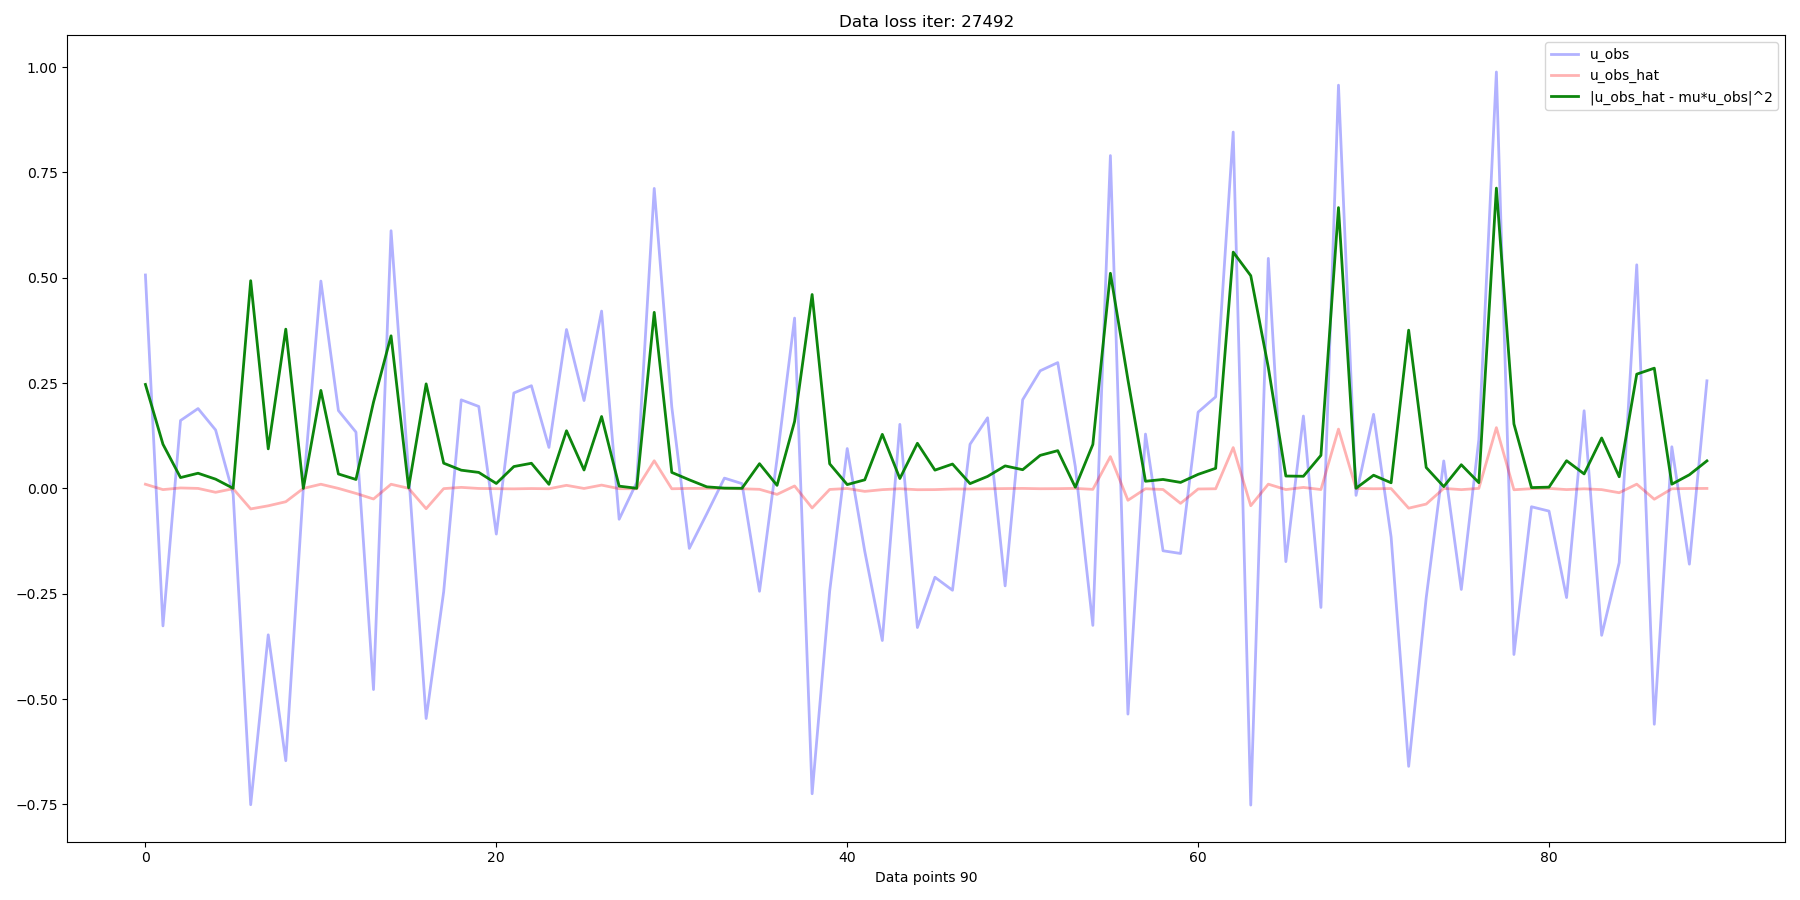 Data loss iter: 27492
u_obs
u_obs_hat
|u_obs_hat - mu*u_obs|^2
1.00
0.75
0.50
0.25
0.00
−0.25
−0.50
−0.75
0 20 40 60 80
Data points 90